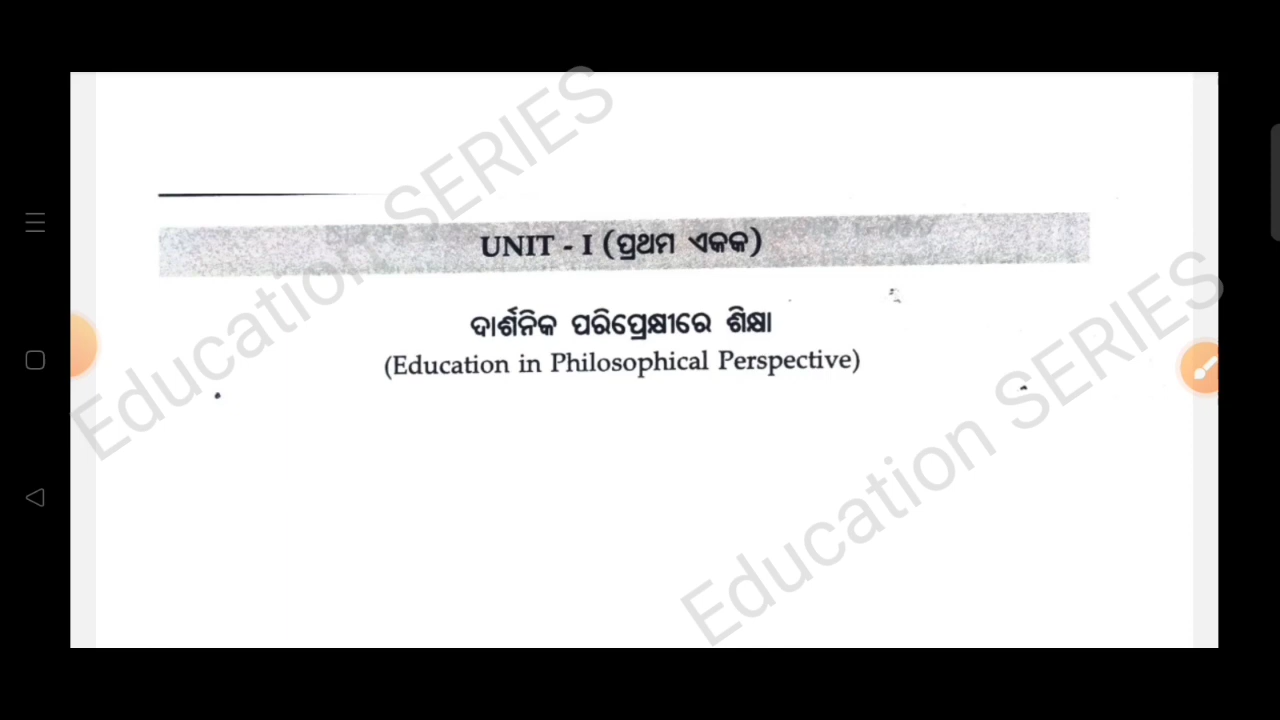 UNIT - I (ପ୍ରଥମ ଏକକ)
ଦାର୍ଶନିକ ପରିପ୍ରେକ୍ଷୀରେ ଶିକ୍ଷା
(Education in Philosophical Perspective)
Education SERIES
Education SERIES